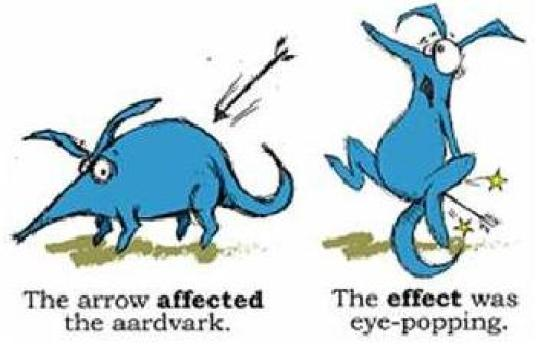 The arrow affected
the aardvark.
The effect was
eye-popping.